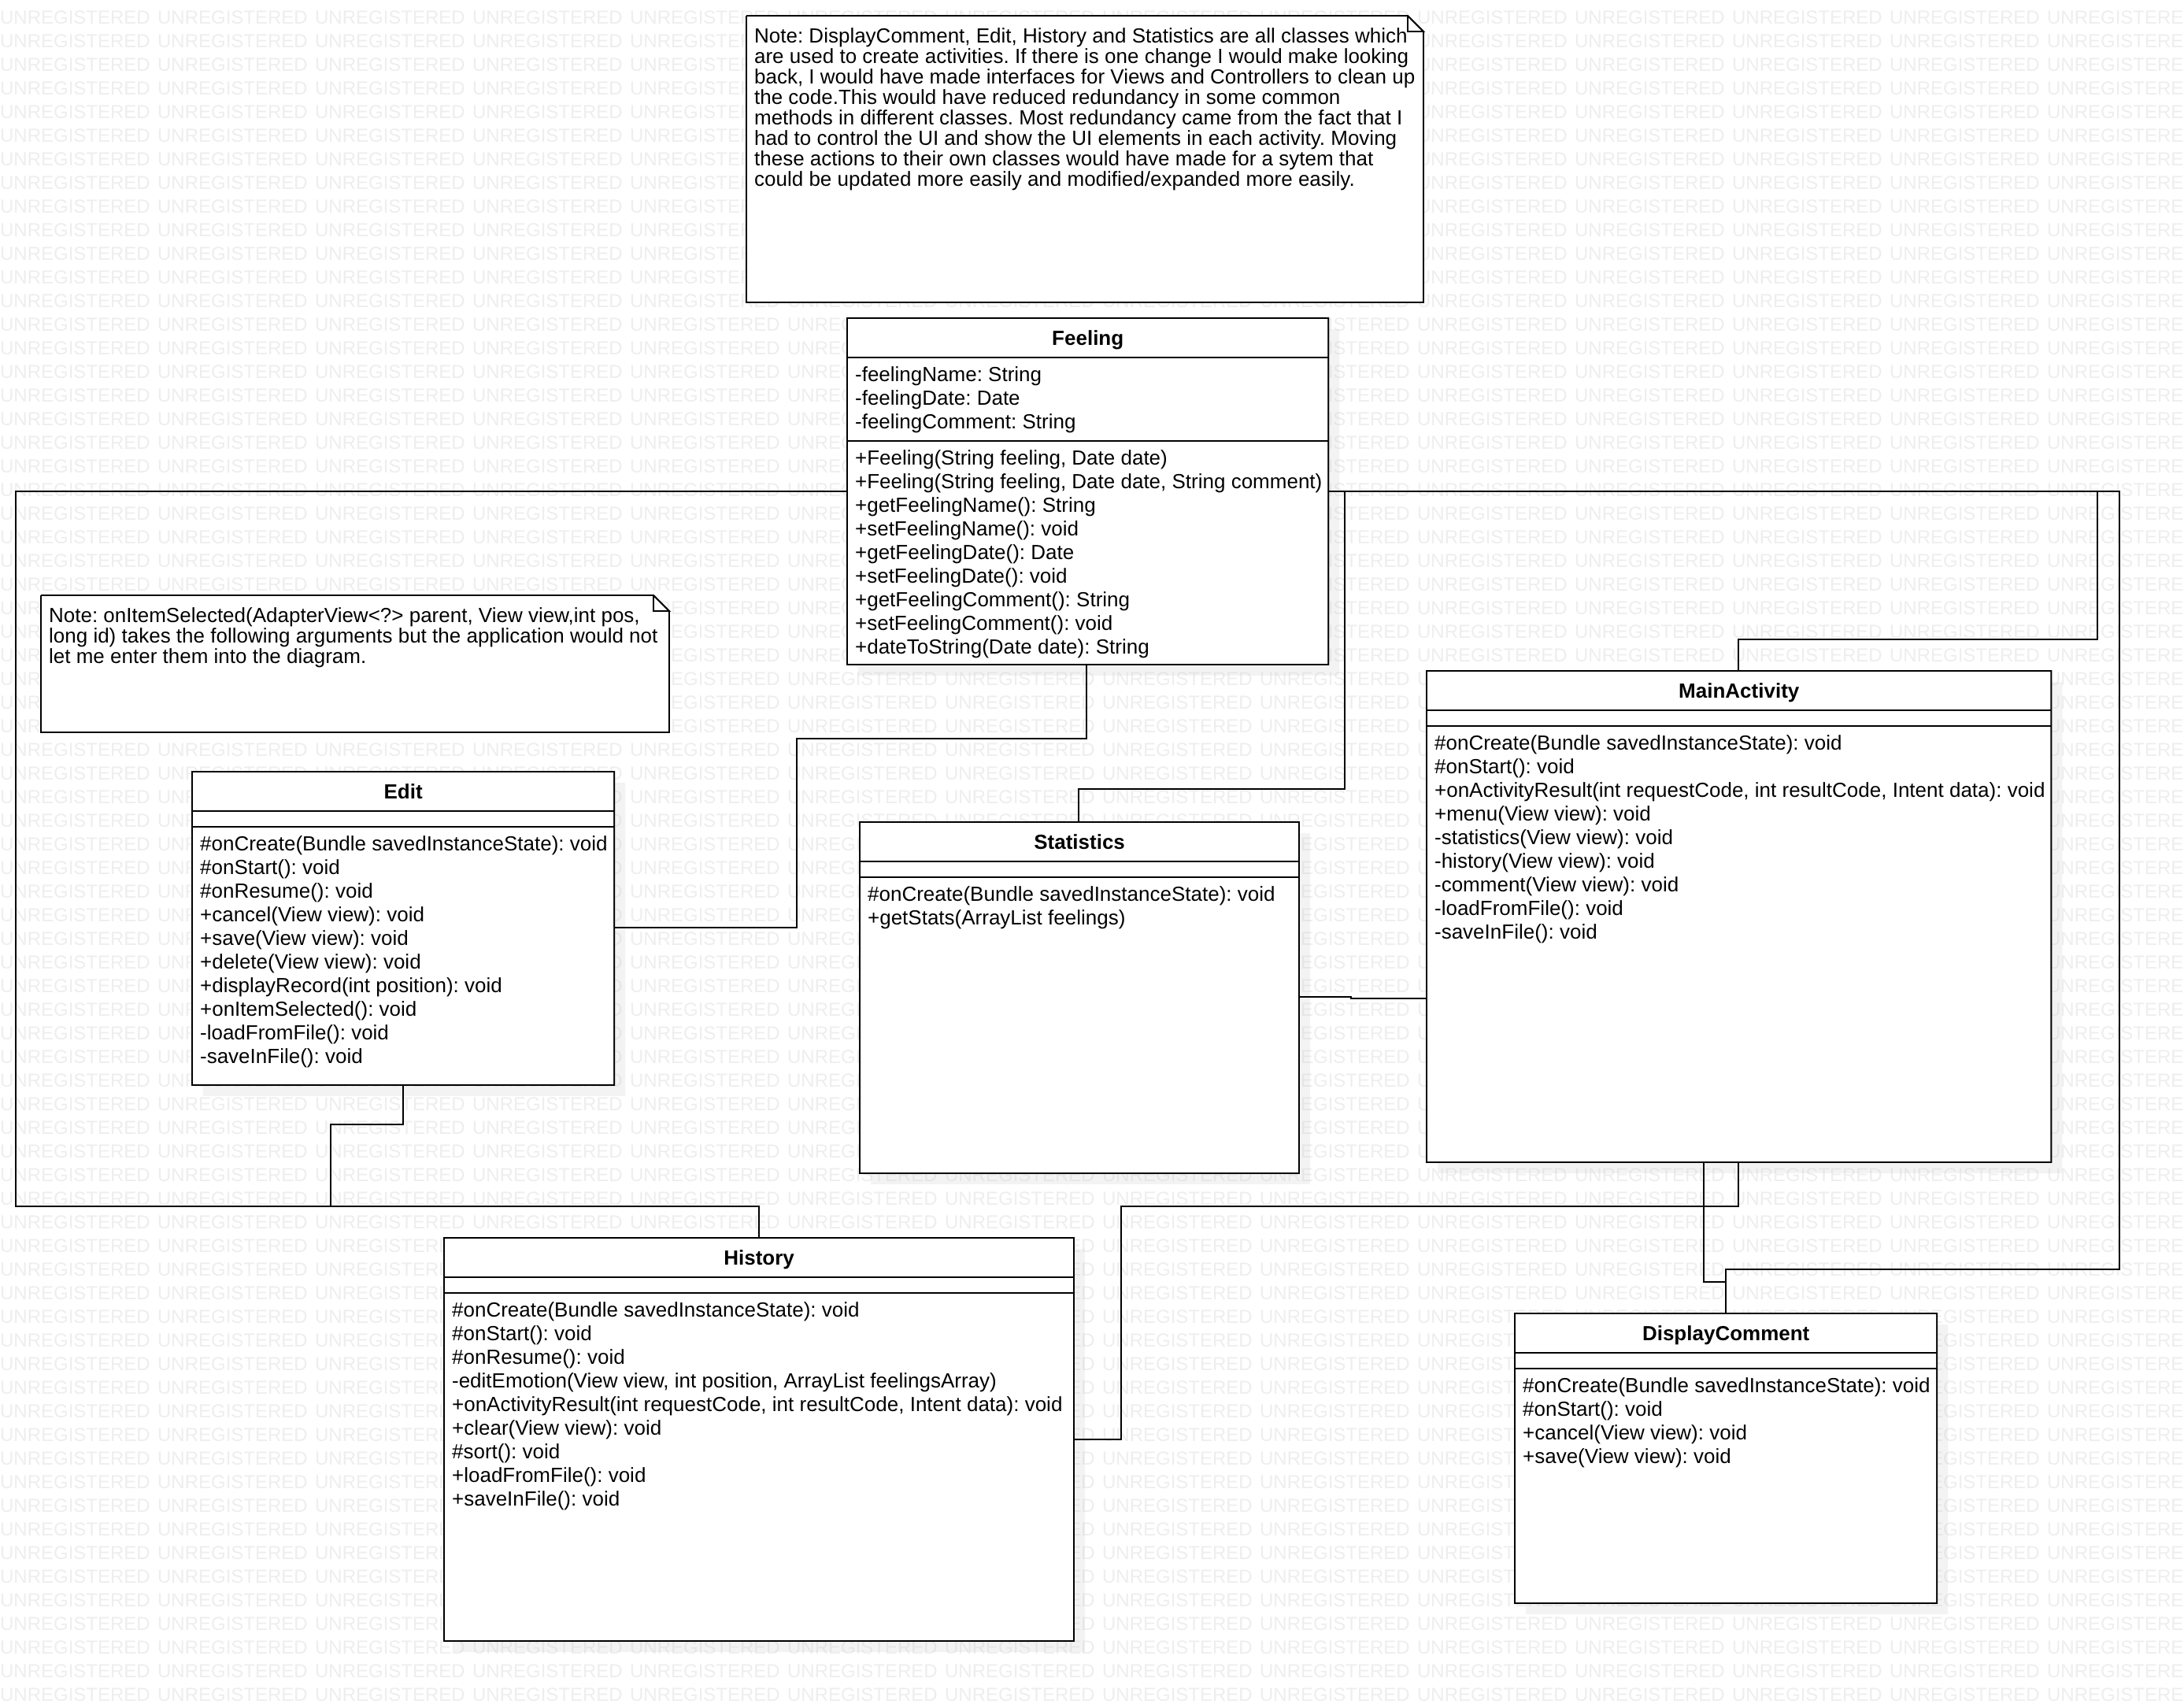 Note: DisplayComment, Edit, History and Statistics are all classes which
are used to create activities. If there is one change I would make looking
back, I would have made interfaces for Views and Controllers to clean up
the code.This would have reduced redundancy in some common
methods in different classes. Most redundancy came from the fact that I
had to control the UI and show the UI elements in each activity. Moving
these actions to their own classes would have made for a sytem that
could be updated more easily and modified/expanded more easily.
Feeling
-feelingName: String
-feelingDate: Date
-feelingComment: String
+Feeling(String feeling, Date date)
+Feeling(String feeling, Date date, String comment)
+getFeelingName(): String
+setFeelingName(): void
+getFeelingDate(): Date
+setFeelingDate(): void
+getFeelingComment(): String
+setFeelingComment(): void
+dateToString(Date date): String
Note: onItemSelected(AdapterView<?> parent, View view,int pos,
long id) takes the following arguments but the application would not
let me enter them into the diagram.
Edit
#onCreate(Bundle savedInstanceState): void
#onStart(): void
#onResume(): void
+cancel(View view): void
+save(View view): void
+delete(View view): void
+displayRecord(int position): void
+onItemSelected(): void
-loadFromFile(): void
-saveInFile(): void
Statistics
#onCreate(Bundle savedInstanceState): void
+getStats(ArrayList feelings)
MainActivity
#onCreate(Bundle savedInstanceState): void
#onStart(): void
+onActivityResult(int requestCode, int resultCode, Intent data): void
+menu(View view): void
-statistics(View view): void
-history(View view): void
-comment(View view): void
-loadFromFile(): void
-saveInFile(): void
History
#onCreate(Bundle savedInstanceState): void
#onStart(): void
#onResume(): void
-editEmotion(View view, int position, ArrayList feelingsArray)
+onActivityResult(int requestCode, int resultCode, Intent data): void
+clear(View view): void
#sort(): void
+loadFromFile(): void
+saveInFile(): void
DisplayComment
#onCreate(Bundle savedInstanceState): void
#onStart(): void
+cancel(View view): void
+save(View view): void
UNREGISTERED